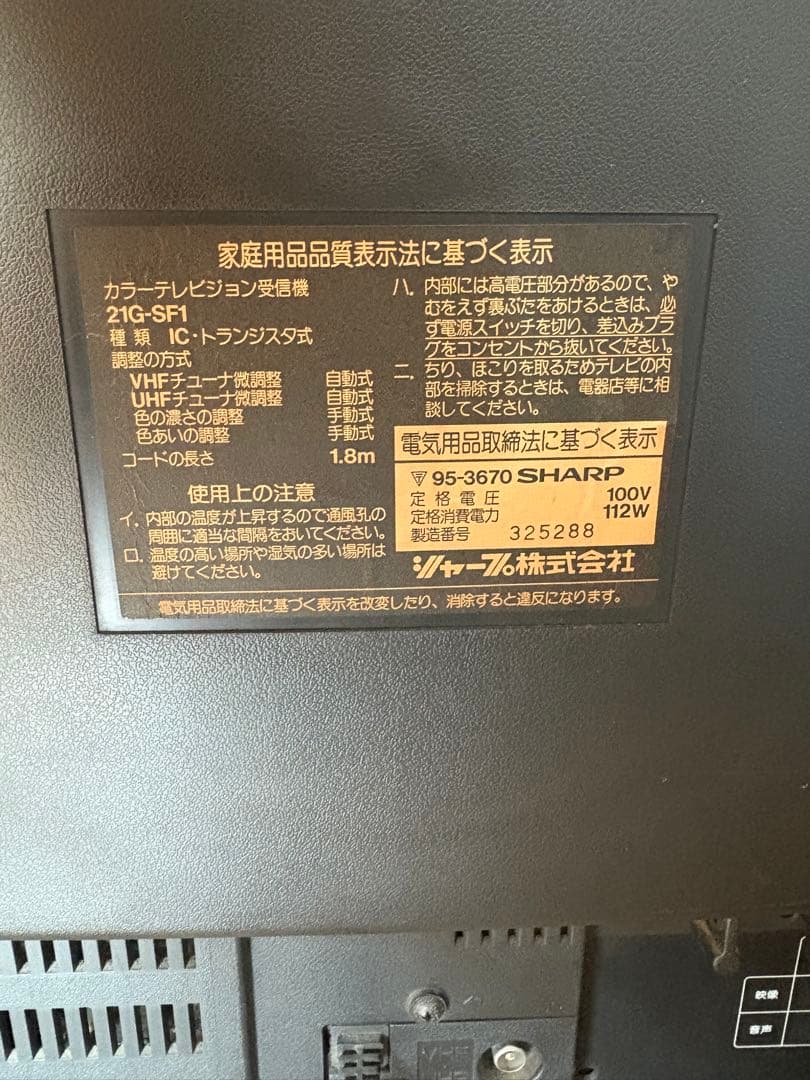 家庭用品品質表示法に基づく表示
カラーテレビジョン受信機
21G-SF1
種類 IC・トランジスタ式
調整の方式
VHFチューナ微調整 自動式
UHFチューナ微調整 自動式
色の濃さの調整 手動式
色あいの調整 手動式
コードの長さ 1.8m
使用上の注意
イ. 内部の温度が上昇するので通風孔の
周囲に適当な間隔をおいてください。
ロ. 温度の高い場所や湿気の多い場所は
避けてください。
ハ. 内部には高電圧部分があるので、や
むをえず裏ぶたをあけるときは、必
ず電源スイッチを切り、差込みプラ
グをコンセントから抜いてください。
ニ. ちり、ほこりを取るためテレビの内
部を掃除するときは、電器店等に相
談してください。
電気用品取締法に基づく表示
95-3670 SHARP
定格電圧 100V
定格消費電力 112W
製造番号 325288
シャープ株式会社
電気用品取締法に基づく表示を改変したり、消除すると違反になります。
映像
音声